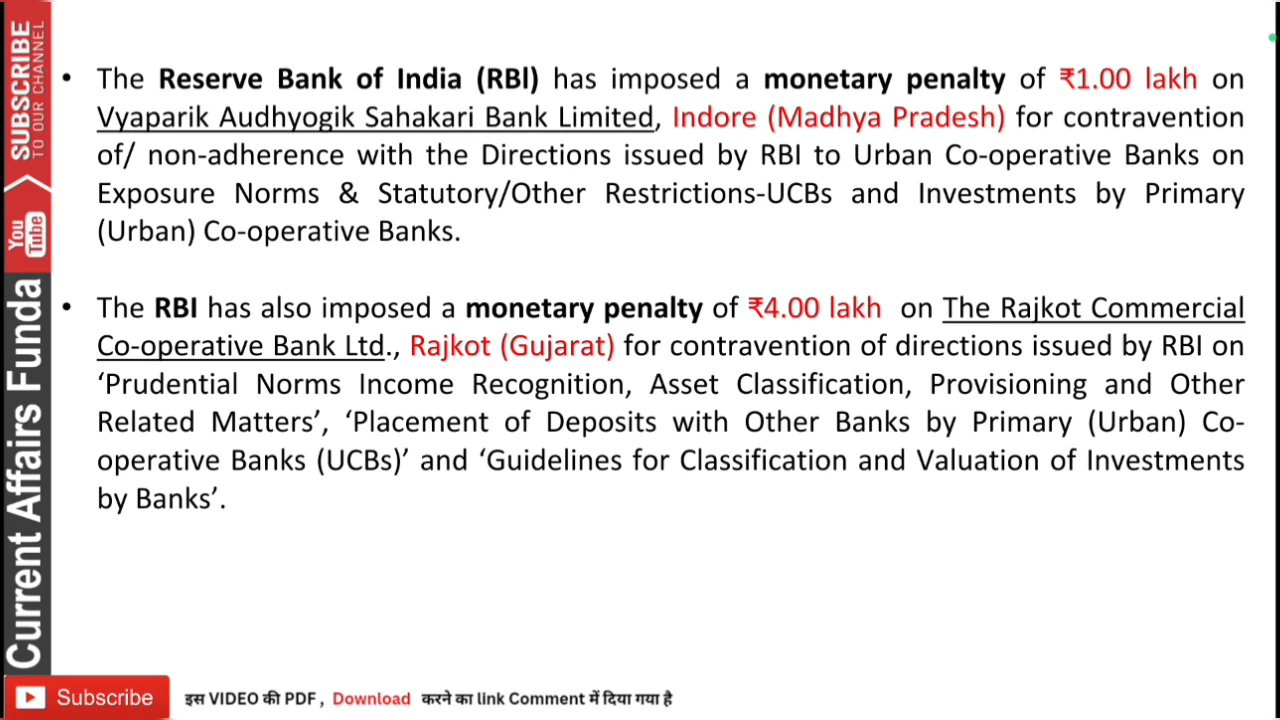 SUBSCRIBE
TO OUR CHANNEL
You
Tube
Current Affairs Funda
• The Reserve Bank of India (RBI) has imposed a monetary penalty of ₹1.00 lakh on
Vyaparik Audhyogik Sahakari Bank Limited, Indore (Madhya Pradesh) for contravention
of/ non-adherence with the Directions issued by RBI to Urban Co-operative Banks on
Exposure Norms & Statutory/Other Restrictions-UCBs and Investments by Primary
(Urban) Co-operative Banks.
• The RBI has also imposed a monetary penalty of ₹4.00 lakh on The Rajkot Commercial
Co-operative Bank Ltd., Rajkot (Gujarat) for contravention of directions issued by RBI on
‘Prudential Norms Income Recognition, Asset Classification, Provisioning and Other
Related Matters’, ‘Placement of Deposits with Other Banks by Primary (Urban) Co-
operative Banks (UCBs)’ and ‘Guidelines for Classification and Valuation of Investments
by Banks’.
Subscribe
इस VIDEO की PDF , Download करने का link Comment में दिया गया है